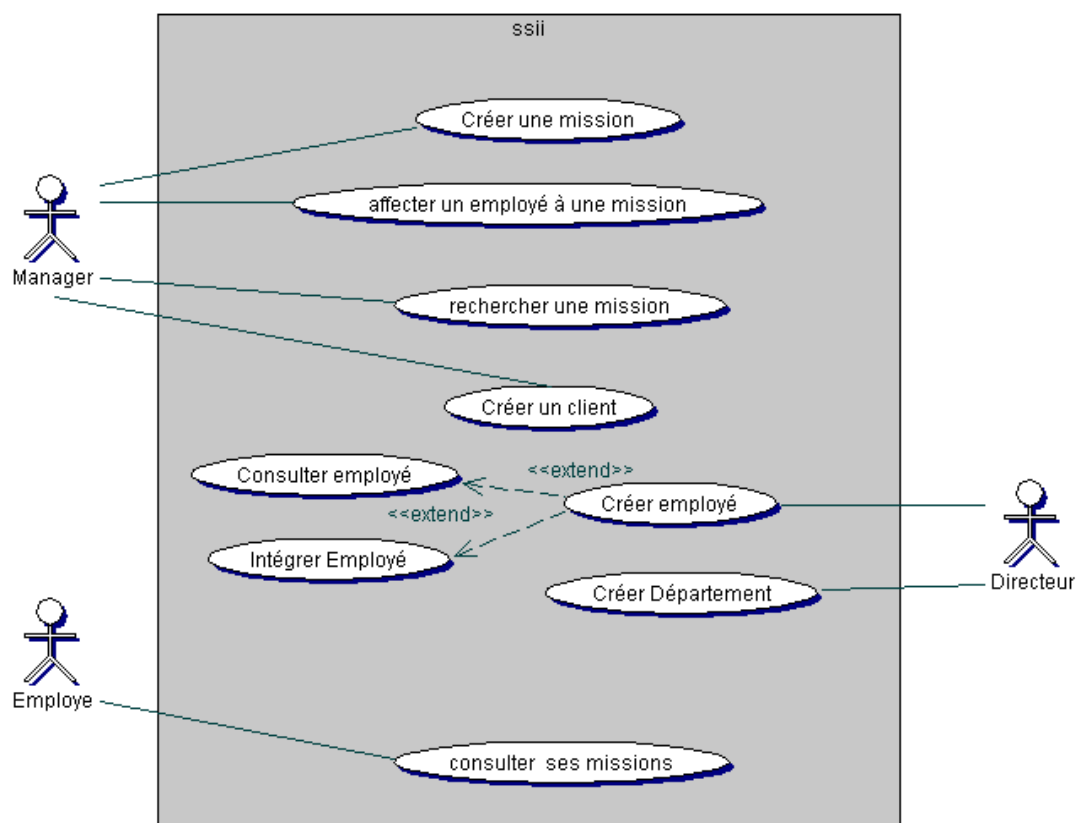 ssii
Créer une mission
affecter un employé à une mission
Manager
rechercher une mission
Créer un client
Consulter employé
<<extend>>
Créer employé
<<extend>>
Intégrer Employé
Directeur
Créer Département
Employe
consulter ses missions